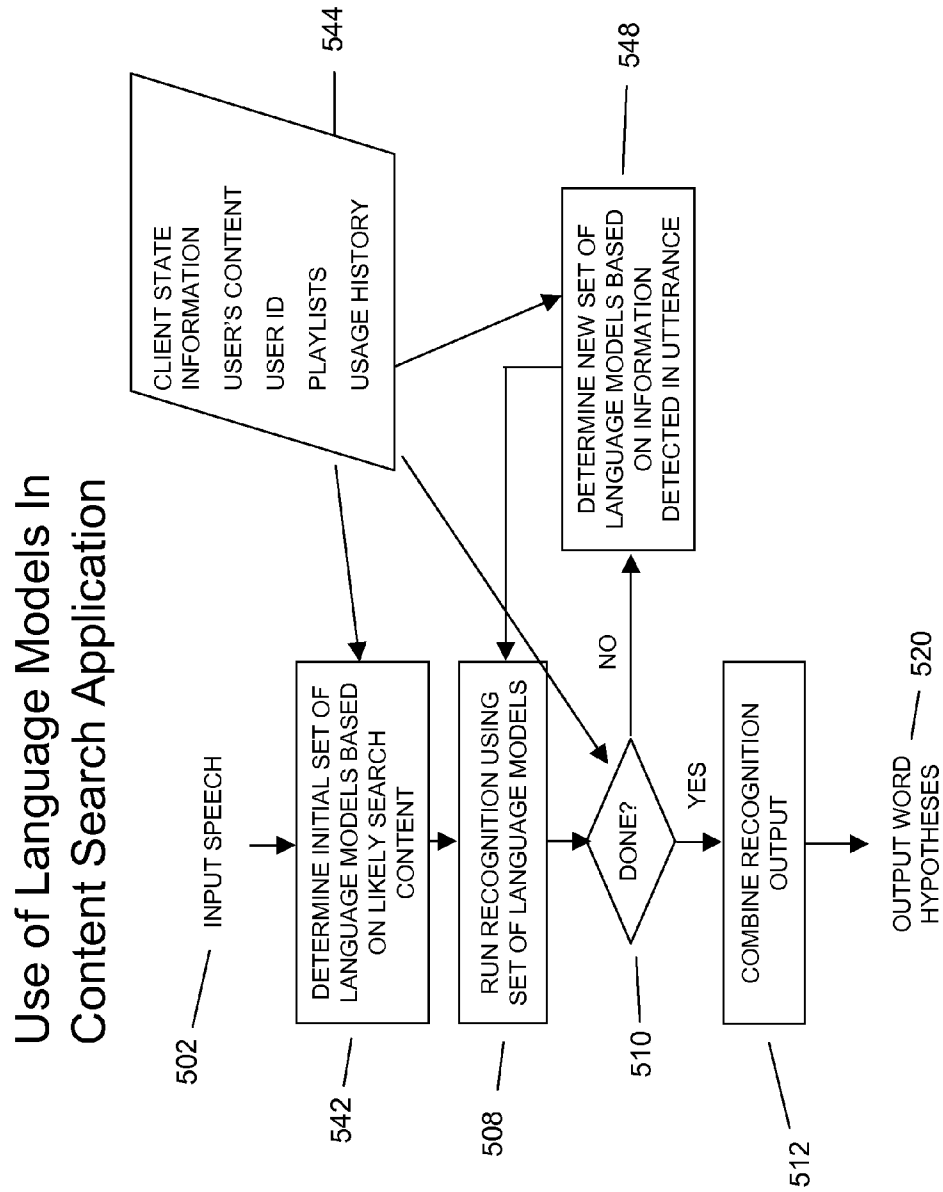 Use of Language Models In
Content Search Application
502
INPUT SPEECH
544
CLIENT STATE
INFORMATION
USER'S CONTENT
USER ID
PLAYLISTS
USAGE HISTORY
542
DETERMINE INITIAL SET OF
LANGUAGE MODELS BASED
ON LIKELY SEARCH
CONTENT
508
RUN RECOGNITION USING
SET OF LANGUAGE MODELS
548
DETERMINE NEW SET OF
LANGUAGE MODELS BASED
ON INFORMATION
DETECTED IN UTTERANCE
510
DONE?
NO
YES
512
COMBINE RECOGNITION
OUTPUT
OUTPUT WORD
HYPOTHESES
520